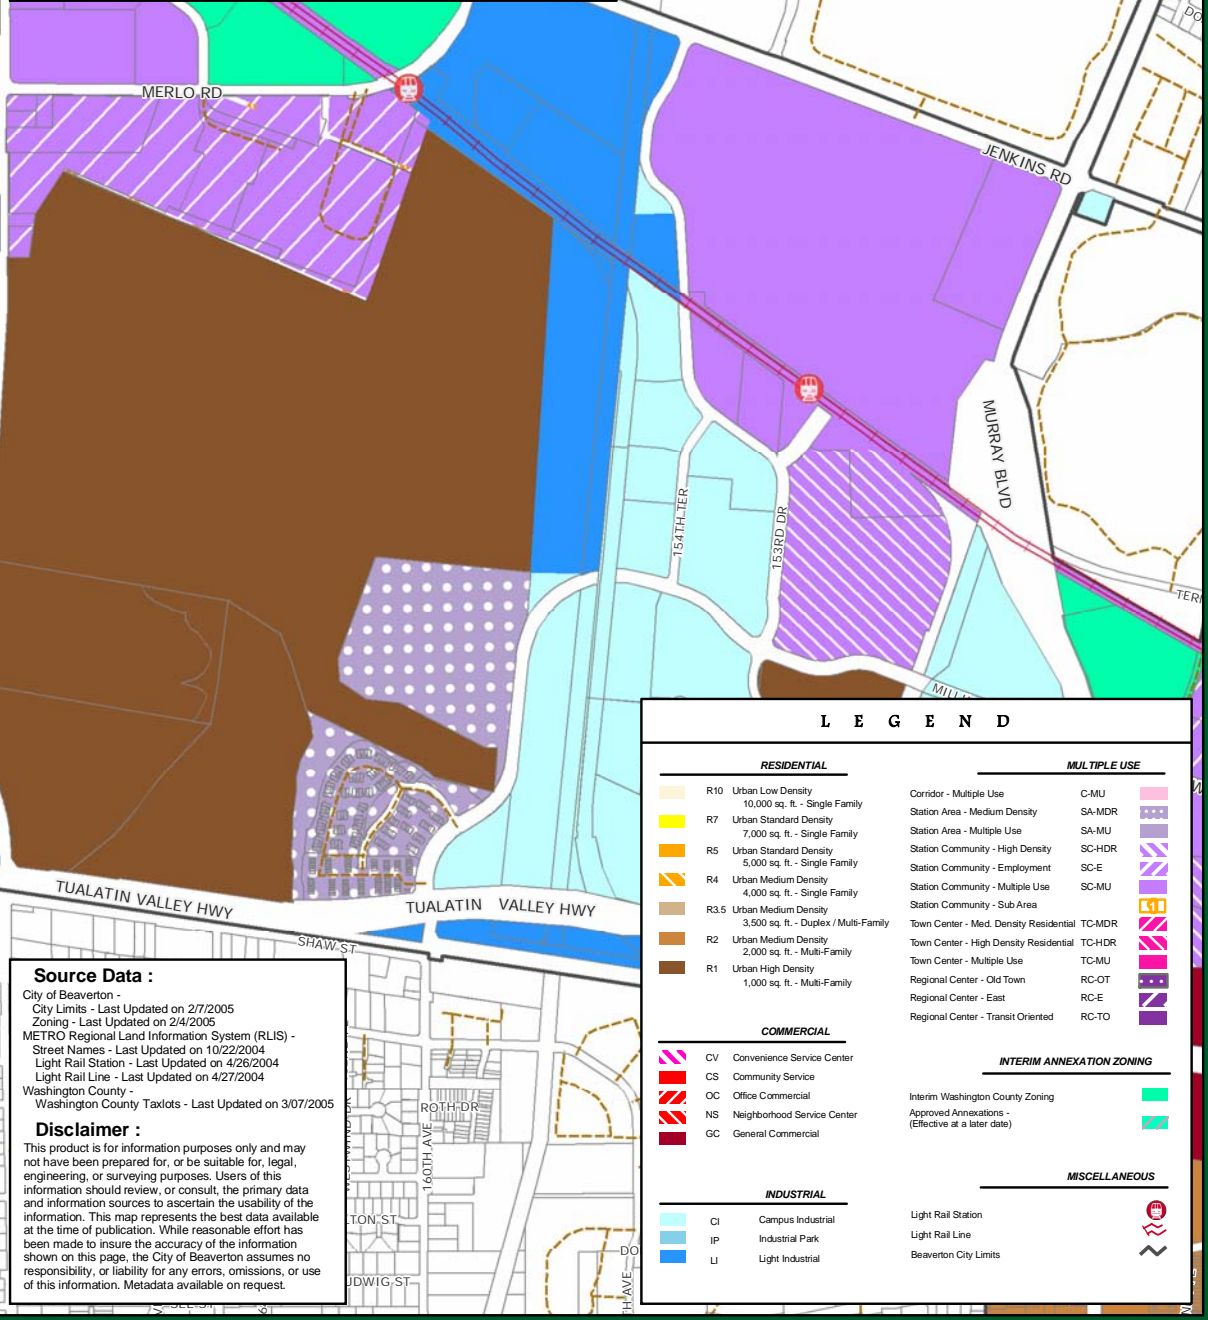 DO
MERLO RD
JENKINS RD
MURRAY BLVD
154TH TER
153RD DR
TERI
MILLI
TUALATIN VALLEY HWY
TUALATIN VALLEY HWY
SHAW ST
ROTH DR
160TH AVE
LTON ST
UDWIG ST
DO
TH AVE
Source Data :
City of Beaverton -
City Limits - Last Updated on 2/7/2005
Zoning - Last Updated on 2/4/2005
METRO Regional Land Information System (RLIS) -
Street Names - Last Updated on 10/22/2004
Light Rail Station - Last Updated on 4/26/2004
Light Rail Line - Last Updated on 4/27/2004
Washington County -
Washington County Taxlots - Last Updated on 3/07/2005
Disclaimer :
This product is for information purposes only and may
not have been prepared for, or be suitable for, legal,
engineering, or surveying purposes. Users of this
information should review, or consult, the primary data
and information sources to ascertain the usability of the
information. This map represents the best data available
at the time of publication. While reasonable effort has
been made to insure the accuracy of the information
shown on this page, the City of Beaverton assumes no
responsibility, or liability for any errors, omissions, or use
of this information. Metadata available on request.
LEGEND
RESIDENTIAL
R10 Urban Low Density
10,000 sq. ft. - Single Family
R7 Urban Standard Density
7,000 sq. ft. - Single Family
R5 Urban Standard Density
5,000 sq. ft. - Single Family
R4 Urban Medium Density
4,000 sq. ft. - Single Family
R3.5 Urban Medium Density
3,500 sq. ft. - Duplex / Multi-Family
R2 Urban Medium Density
2,000 sq. ft. - Multi-Family
R1 Urban High Density
1,000 sq. ft. - Multi-Family
COMMERCIAL
CV Convenience Service Center
CS Community Service
OC Office Commercial
NS Neighborhood Service Center
GC General Commercial
INDUSTRIAL
CI Campus Industrial
IP Industrial Park
LI Light Industrial
MULTIPLE USE
Corridor - Multiple Use C-MU
Station Area - Medium Density SA-MDR
Station Area - Multiple Use SA-MU
Station Community - High Density SC-HDR
Station Community - Employment SC-E
Station Community - Multiple Use SC-MU
Station Community - Sub Area 1
Town Center - Med. Density Residential TC-MDR
Town Center - High Density Residential TC-HDR
Town Center - Multiple Use TC-MU
Regional Center - Old Town RC-OT
Regional Center - East RC-E
Regional Center - Transit Oriented RC-TO
INTERIM ANNEXATION ZONING
Interim Washington County Zoning
Approved Annexations -
(Effective at a later date)
MISCELLANEOUS
Light Rail Station
Light Rail Line
Beaverton City Limits